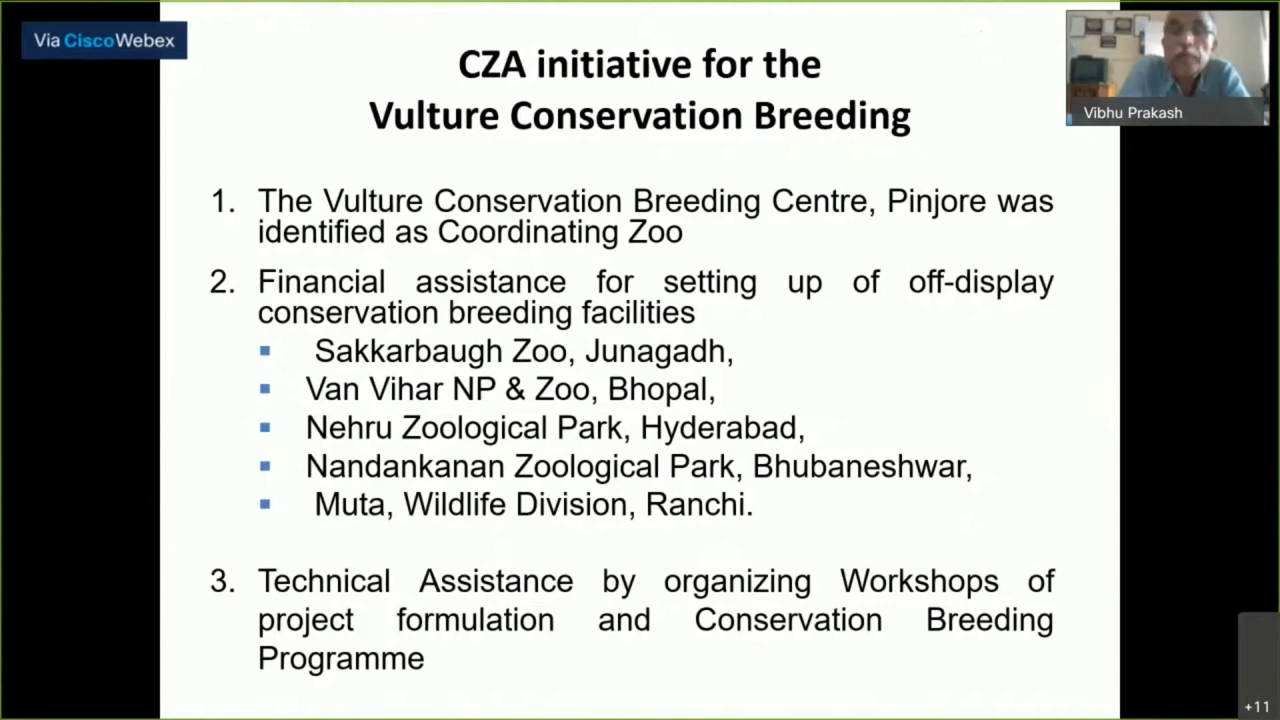 Via CiscoWebex
CZA initiative for the
Vulture Conservation Breeding
Vibhu Prakash
1. The Vulture Conservation Breeding Centre, Pinjore was
identified as Coordinating Zoo
2. Financial assistance for setting up of off-display
conservation breeding facilities
▪ Sakkarbaugh Zoo, Junagadh,
▪ Van Vihar NP & Zoo, Bhopal,
▪ Nehru Zoological Park, Hyderabad,
▪ Nandankanan Zoological Park, Bhubaneshwar,
▪ Muta, Wildlife Division, Ranchi.
3. Technical Assistance by organizing Workshops of
project formulation and Conservation Breeding
Programme
+11